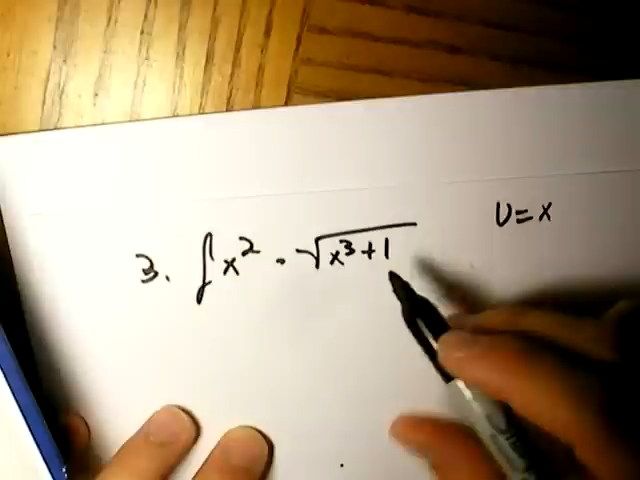 3. ∫ x² · √(x³+1)
U = x